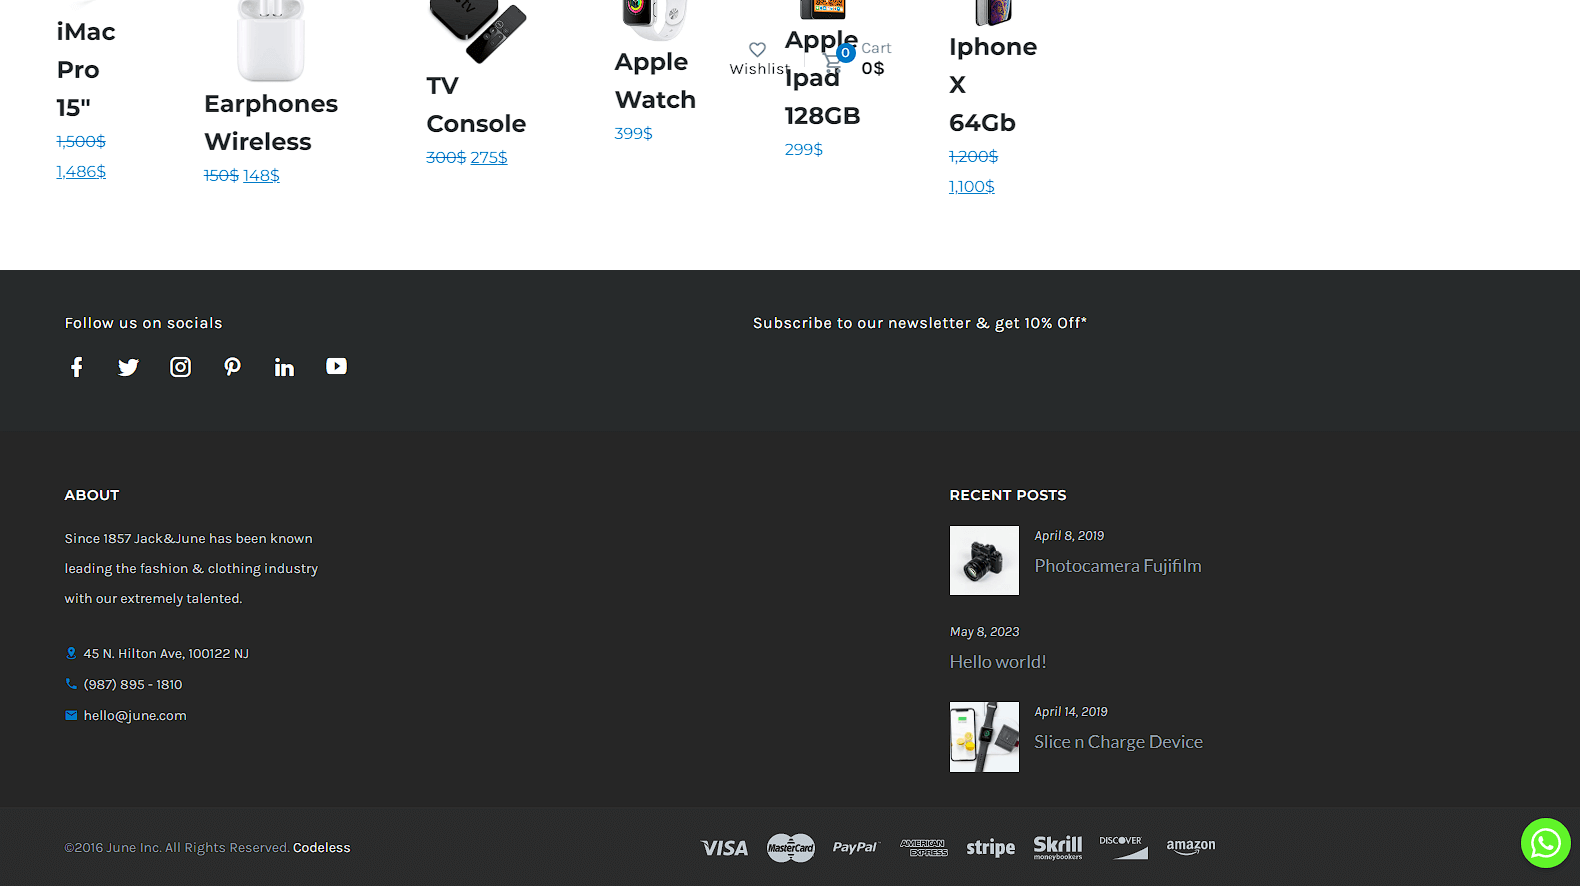 iMac
Pro
15"
1,500$
1,486$
Earphones
Wireless
150$ 148$
tv
TV
Console
300$ 275$
Apple
Watch
399$
Apple
Ipad
128GB
299$
Iphone
X
64Gb
1,200$
1,100$
Wishlist
0
Cart
0$
Follow us on socials
Subscribe to our newsletter & get 10% Off*
ABOUT
Since 1857 Jack&June has been known
leading the fashion & clothing industry
with our extremely talented.
45 N. Hilton Ave, 100122 NJ
(987) 895 - 1810
hello@june.com
RECENT POSTS
April 8, 2019
Photocamera Fujifilm
May 8, 2023
Hello world!
April 14, 2019
Slice n Charge Device
©2016 June Inc. All Rights Reserved. Codeless
VISA MasterCard PayPal AMERICAN EXPRESS stripe Skrill moneybookers DISCOVER amazon